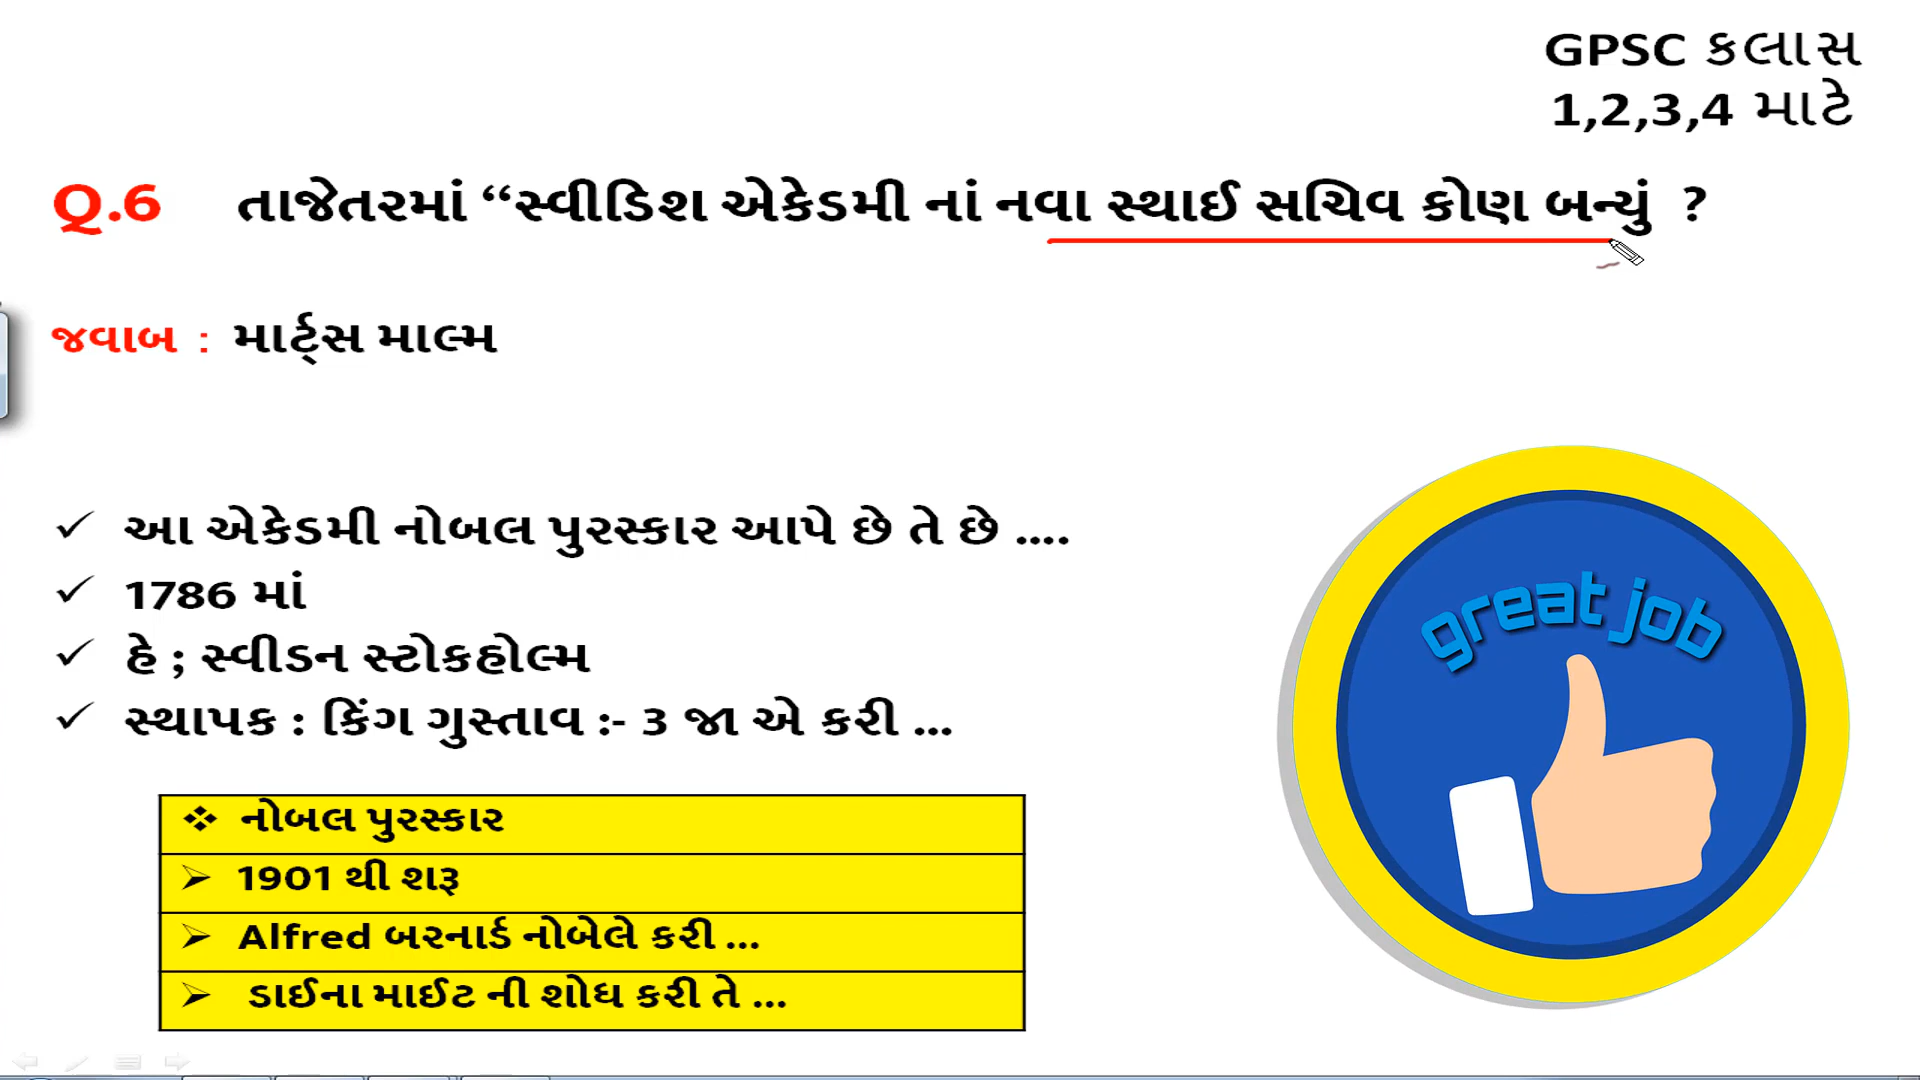 GPSC કલાસ
1,2,3,4 માટે
Q.6 તાજેતરમાં “સ્વીડિશ એકેડમી નાં નવા સ્થાઈ સચિવ કોણ બન્યું ?
જવાબ : માર્ટ્સ માલ્મ
આ એકેડમી નોબલ પુરસ્કાર આપે છે તે છે ....
1786 માં
હે ; સ્વીડન સ્ટોકહોલ્મ
સ્થાપક : કિંગ ગુસ્તાવ :- 3 જા એ કરી ...
great job
નોબલ પુરસ્કાર
1901 થી શરૂ
Alfred બરનાર્ડ નોબેલે કરી ...
ડાઈના માઈટ ની શોધ કરી તે ...